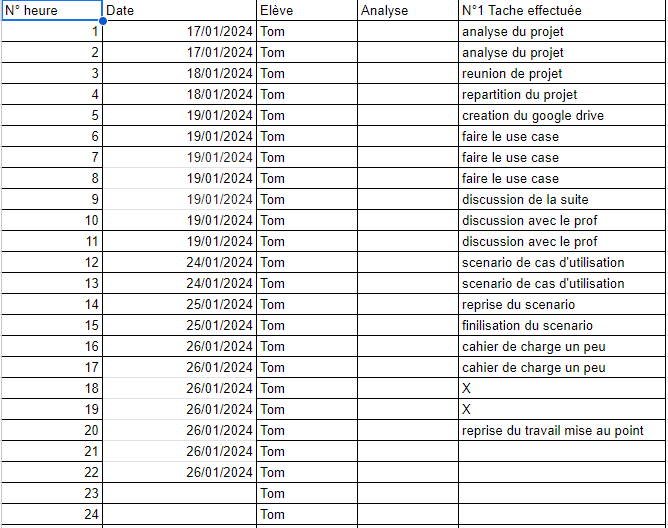 N° heure Date Elève Analyse N°1 Tache effectuée
1 17/01/2024 Tom analyse du projet
2 17/01/2024 Tom analyse du projet
3 18/01/2024 Tom reunion de projet
4 18/01/2024 Tom repartition du projet
5 19/01/2024 Tom creation du google drive
6 19/01/2024 Tom faire le use case
7 19/01/2024 Tom faire le use case
8 19/01/2024 Tom faire le use case
9 19/01/2024 Tom discussion de la suite
10 19/01/2024 Tom discussion avec le prof
11 19/01/2024 Tom discussion avec le prof
12 24/01/2024 Tom scenario de cas d'utilisation
13 24/01/2024 Tom scenario de cas d'utilisation
14 25/01/2024 Tom reprise du scenario
15 25/01/2024 Tom finilisation du scenario
16 26/01/2024 Tom cahier de charge un peu
17 26/01/2024 Tom cahier de charge un peu
18 26/01/2024 Tom X
19 26/01/2024 Tom X
20 26/01/2024 Tom reprise du travail mise au point
21 26/01/2024 Tom
22 26/01/2024 Tom
23 Tom
24 Tom